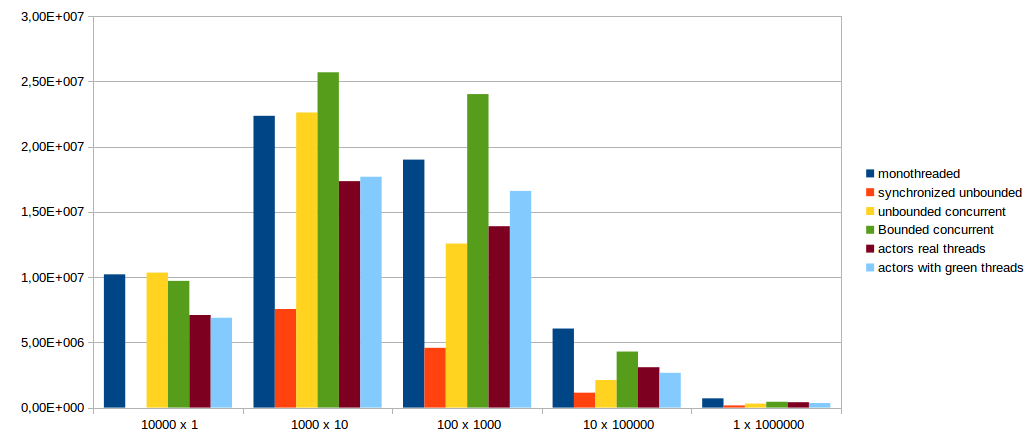 3,00E+007
2,50E+007
2,00E+007
1,50E+007
1,00E+007
5,00E+006
0,00E+000
10000 x 1
1000 x 10
100 x 1000
10 x 100000
1 x 1000000
monothreaded
synchronized unbounded
unbounded concurrent
Bounded concurrent
actors real threads
actors with green threads